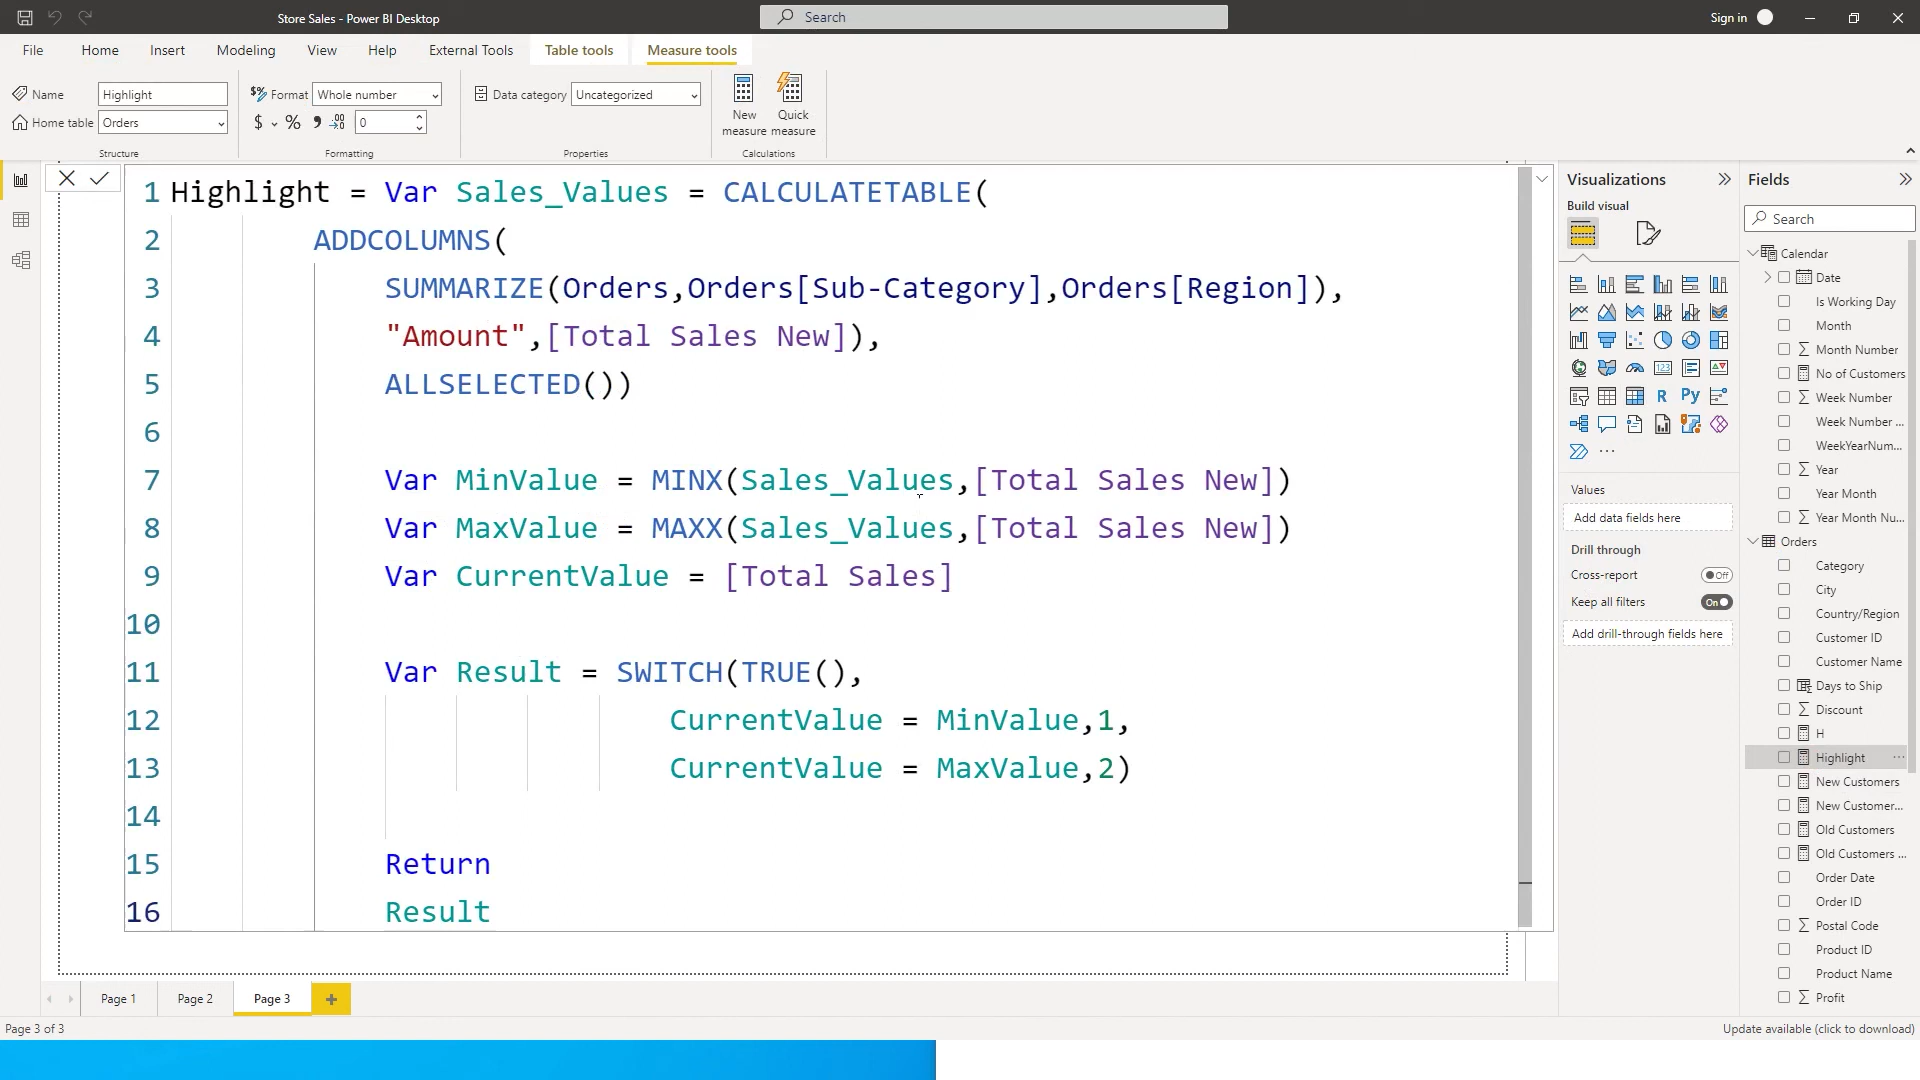 Store Sales - Power BI Desktop
Search
Sign in
File Home Insert Modeling View Help External Tools Table tools Measure tools
Name Highlight
Home table Orders
Structure
$% Format Whole number
$ % 9 .00 0
Formatting
Data category Uncategorized
Properties
New measure
Quick measure
Calculations
1 Highlight = Var Sales_Values = CALCULATETABLE(
2 ADDCOLUMNS(
3 SUMMARIZE(Orders,Orders[Sub-Category],Orders[Region]),
4 "Amount",[Total Sales New]),
5 ALLSELECTED())
6
7 Var MinValue = MINX(Sales_Values,[Total Sales New])
8 Var MaxValue = MAXX(Sales_Values,[Total Sales New])
9 Var CurrentValue = [Total Sales]
10
11 Var Result = SWITCH(TRUE(),
12 CurrentValue = MinValue,1,
13 CurrentValue = MaxValue,2)
14
15 Return
16 Result
Visualizations
Build visual
R Py
123
...
Values
Add data fields here
Drill through
Cross-report Off
Keep all filters On
Add drill-through fields here
Fields
Search
Calendar
Date
Is Working Day
Month
Month Number
No of Customers
Week Number
Week Number ...
WeekYearNum...
Year
Year Month
Year Month Nu...
Orders
Category
City
Country/Region
Customer ID
Customer Name
Days to Ship
Discount
H
Highlight ...
New Customers
New Customer...
Old Customers
Old Customers ...
Order Date
Order ID
Postal Code
Product ID
Product Name
Profit
Page 1 Page 2 Page 3 +
Page 3 of 3
Update available (click to download)